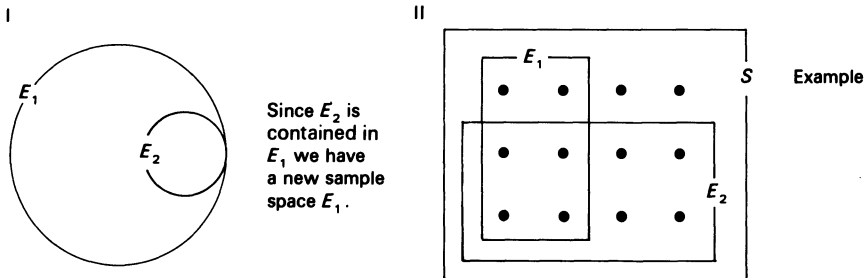 I
E₁
E₂
Since E₂ is
contained in
E₁ we have
a new sample
space E₁.
II
E₁
S
Example
E₂